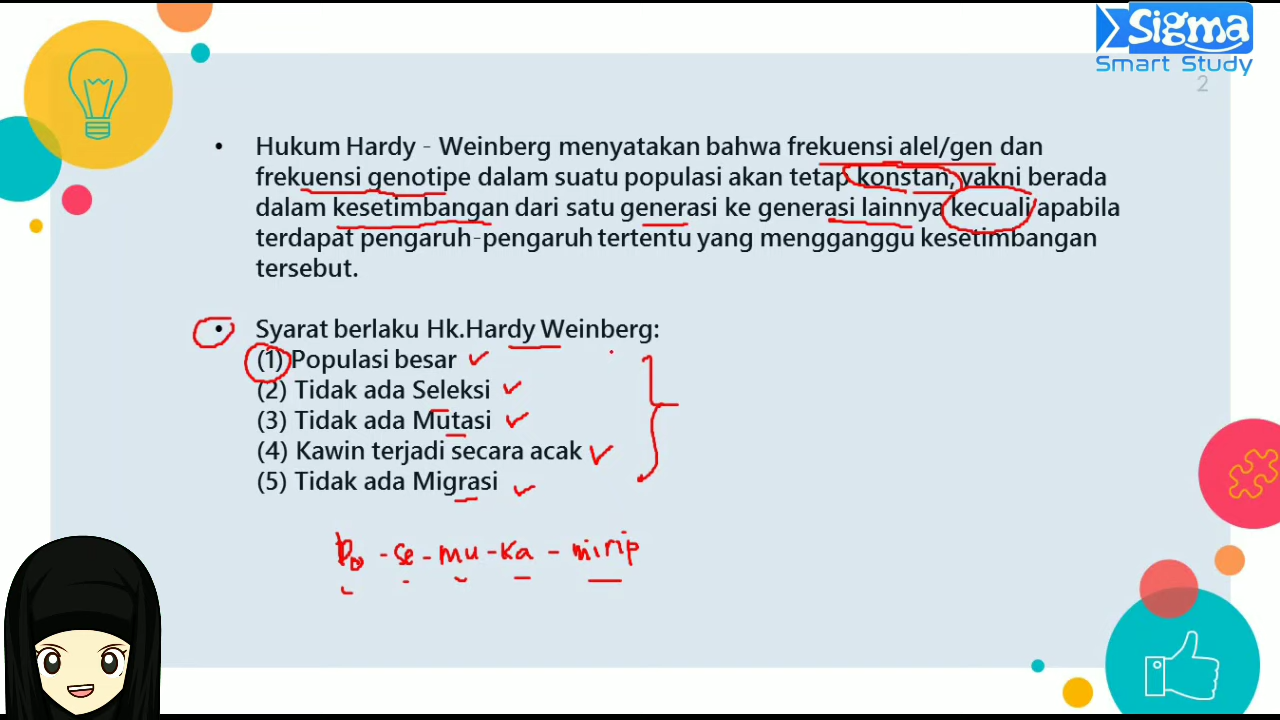 Sigma
Smart Study
2
• Hukum Hardy - Weinberg menyatakan bahwa frekuensi alel/gen dan
frekuensi genotipe dalam suatu populasi akan tetap konstan, yakni berada
dalam kesetimbangan dari satu generasi ke generasi lainnya kecuali apabila
terdapat pengaruh-pengaruh tertentu yang mengganggu kesetimbangan
tersebut.
• Syarat berlaku Hk.Hardy Weinberg:
(1) Populasi besar
(2) Tidak ada Seleksi
(3) Tidak ada Mutasi
(4) Kawin terjadi secara acak
(5) Tidak ada Migrasi
Po - se - mu - ka - mirip